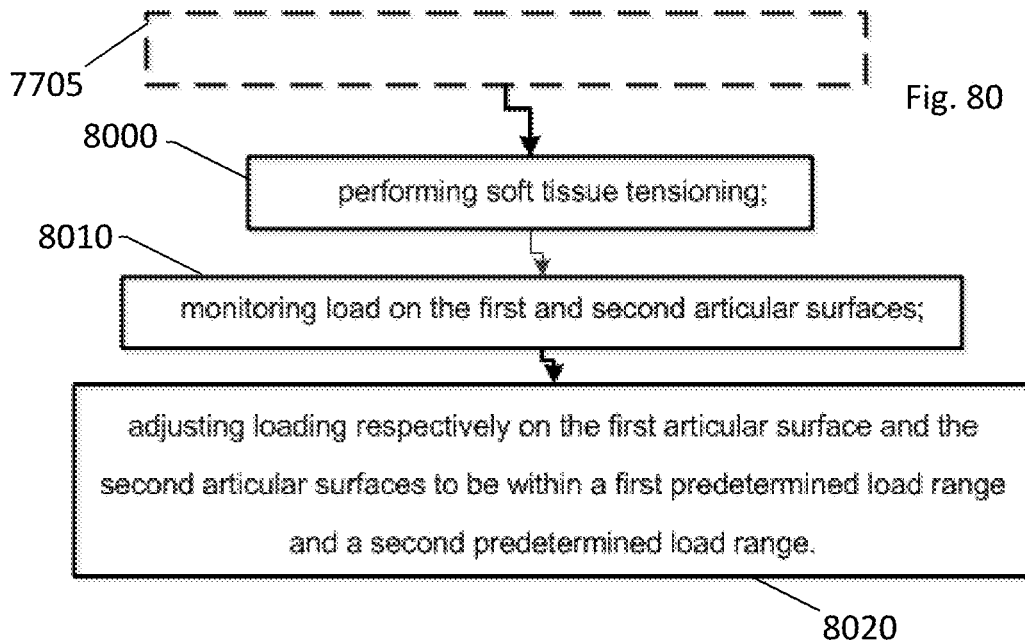 7705
Fig. 80
8000
performing soft tissue tensioning;
8010
monitoring load on the first and second articular surfaces;
adjusting loading respectively on the first articular surface and the
second articular surfaces to be within a first predetermined load range
and a second predetermined load range.
8020